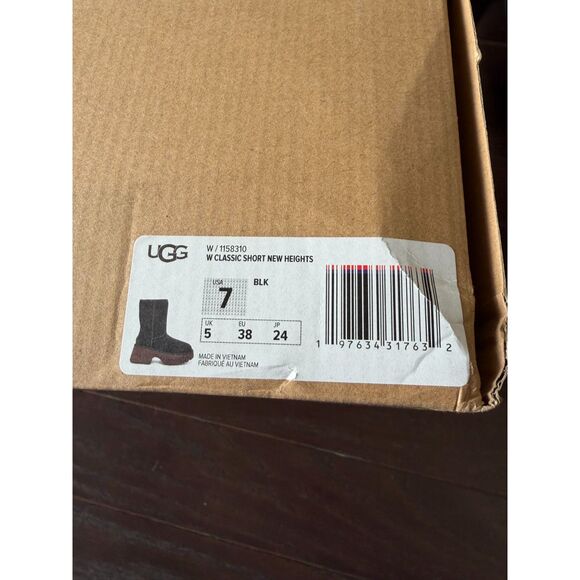 UGG
W / 1158310
W CLASSIC SHORT NEW HEIGHTS
USA
7
BLK
UK EU JP
5 38 24
MADE IN VIETNAM
FABRIQUÉ AU VIETNAM
1 97634 31763 2